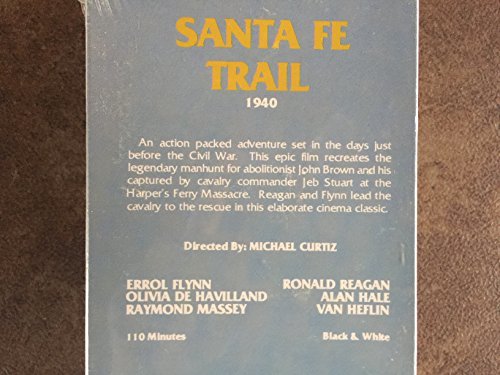 SANTA FE
TRAIL
1940
An action packed adventure set in the days just
before the Civil War. This epic film recreates the
legendary manhunt for abolitionist John Brown and his
captured by cavalry commander Jeb Stuart at the
Harper's Ferry Massacre. Reagan and Flynn lead the
cavalry to the rescue in this elaborate cinema classic.
Directed By: MICHAEL CURTIZ
ERROL FLYNN RONALD REAGAN
OLIVIA DE HAVILLAND ALAN HALE
RAYMOND MASSEY VAN HEFLIN
110 Minutes Black & White